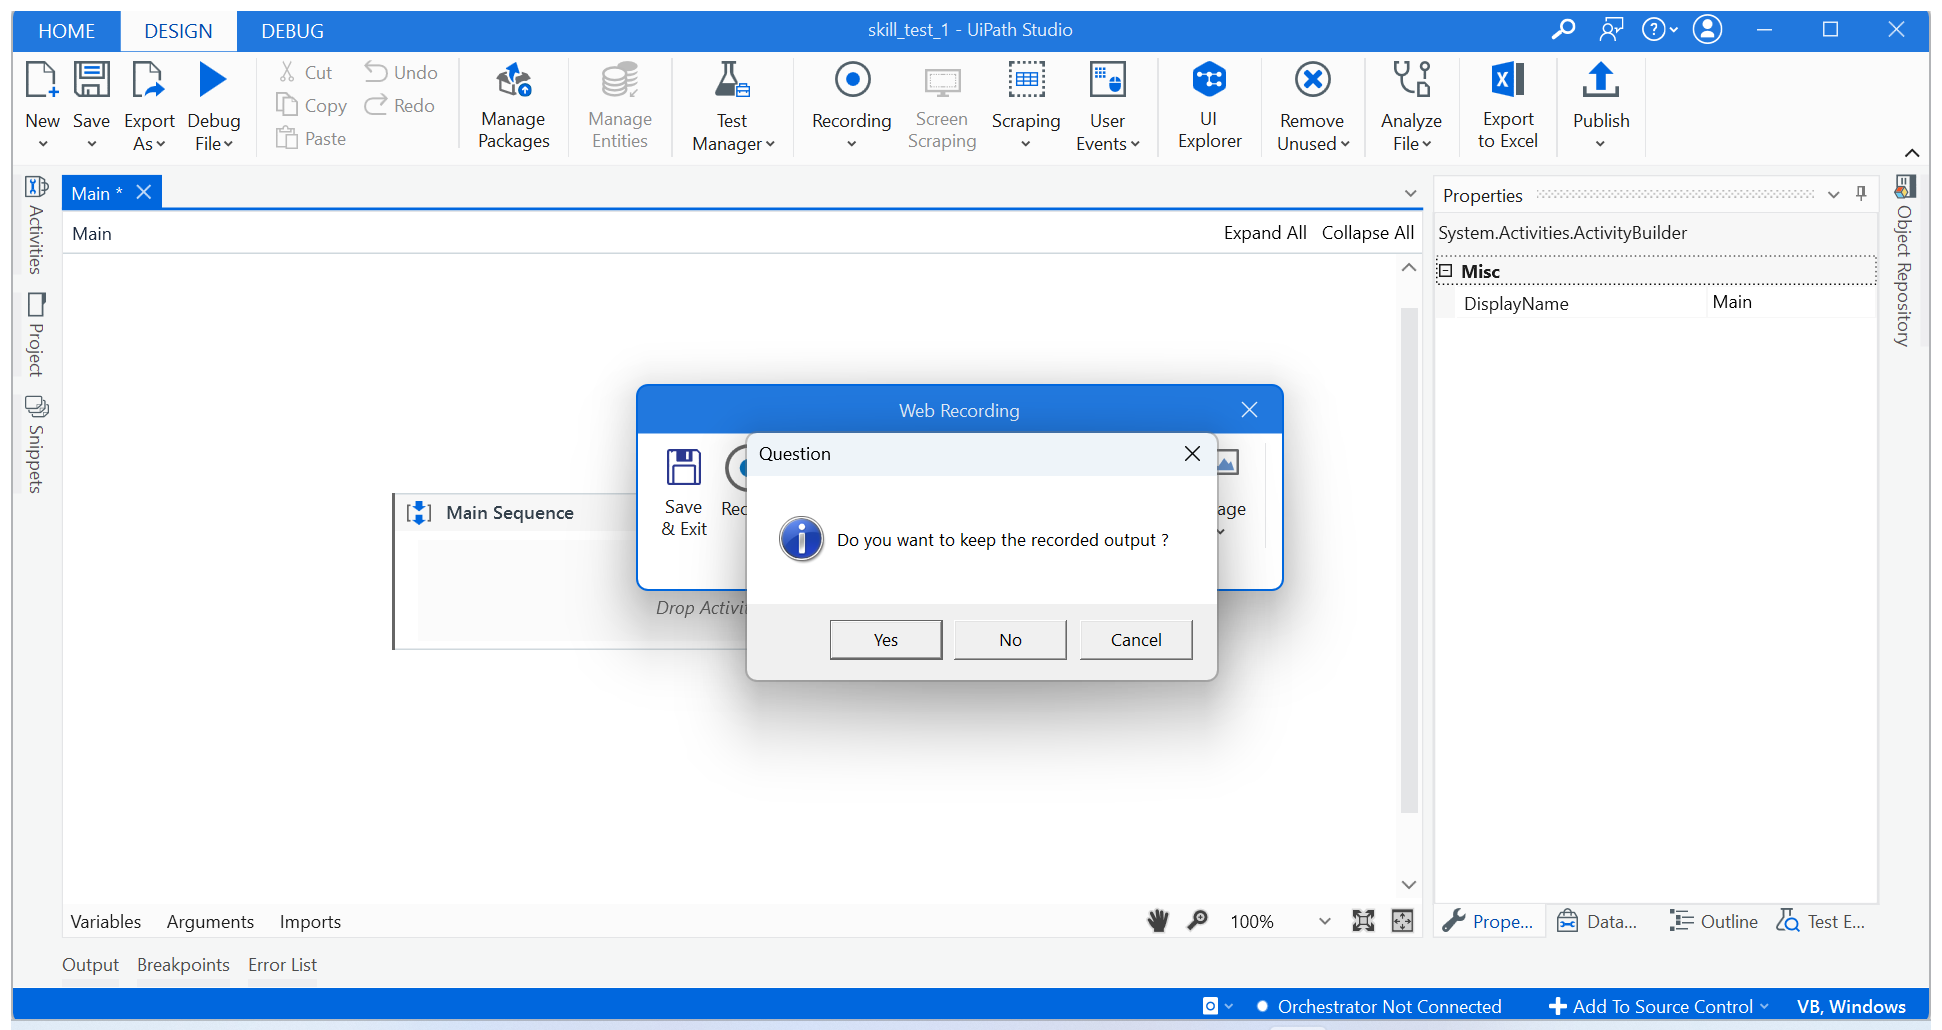 HOME DESIGN DEBUG skill_test_1 - UiPath Studio
New Save Export As Debug File
Cut Copy Paste Undo Redo
Manage Packages
Manage Entities
Test Manager
Recording
Screen Scraping
Scraping
User Events
UI Explorer
Remove Unused
Analyze File
Export to Excel
Publish
Activities
Project
Snippets
Main *
Main Expand All Collapse All
Properties
System.Activities.ActivityBuilder
Misc
DisplayName Main
Object Repository
Web Recording
Save & Exit
Rec
age
Question
Do you want to keep the recorded output ?
Yes No Cancel
Main Sequence
Drop Activi
Variables Arguments Imports 100%
Prope... Data... Outline Test E...
Output Breakpoints Error List
Orchestrator Not Connected Add To Source Control VB, Windows